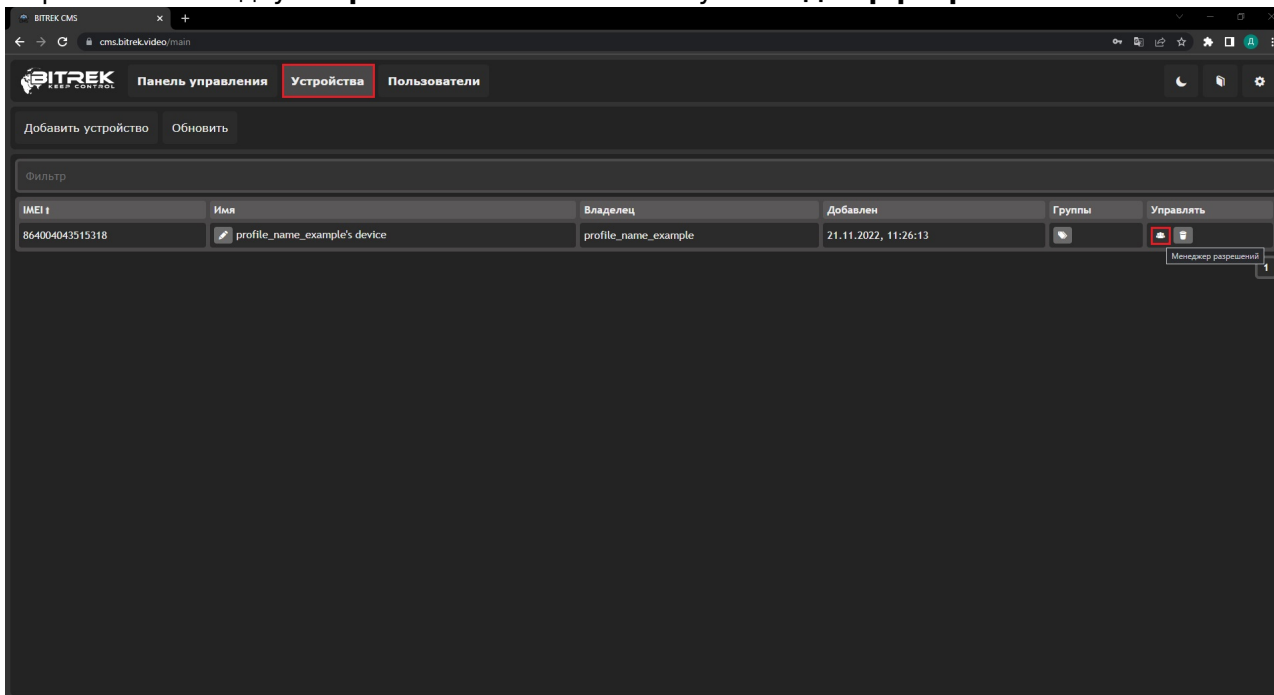 BITREK CMS
cms.bitrek.video/main
Д
BITREK
KEEP CONTROL
Панель управления Устройства Пользователи
Добавить устройство Обновить
Фильтр
IMEI Имя Владелец Добавлен Группы Управлять
864004043515318 profile_name_example's device profile_name_example 21.11.2022, 11:26:13
Менеджер разрешений
1